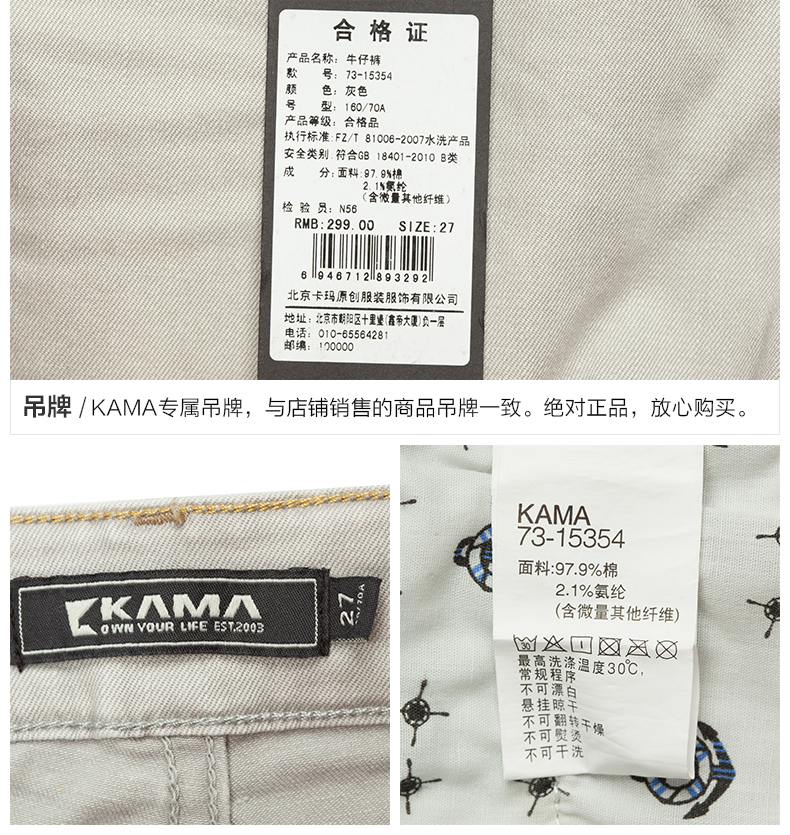 合格证
产品名称: 牛仔裤
款 号: 73-15354
颜 色: 灰色
号 型: 160/70A
产品等级: 合格品
执行标准: FZ/T 81006-2007水洗产品
安全类别: 符合GB 18401-2010 B类
成 分: 面料: 97.9%棉
2.1%氨纶
(含微量其他纤维)
检 验 员: N56
RMB: 299.00 SIZE: 27
6 946712 893292
北京卡玛原创服装服饰有限公司
地址: 北京市朝阳区十里堡(鑫帝大厦)负一层
电话: 010-65564281
邮编: 100000
吊牌 / KAMA专属吊牌，与店铺销售的商品吊牌一致。绝对正品，放心购买。
KAMA
OWN YOUR LIFE EST.2003
27
160/70A
KAMA
73-15354
面料: 97.9%棉
2.1%氨纶
(含微量其他纤维)
30
最高洗涤温度30℃,
常规程序
不可漂白
悬挂晾干
不可翻转干燥
不可熨烫
不可干洗